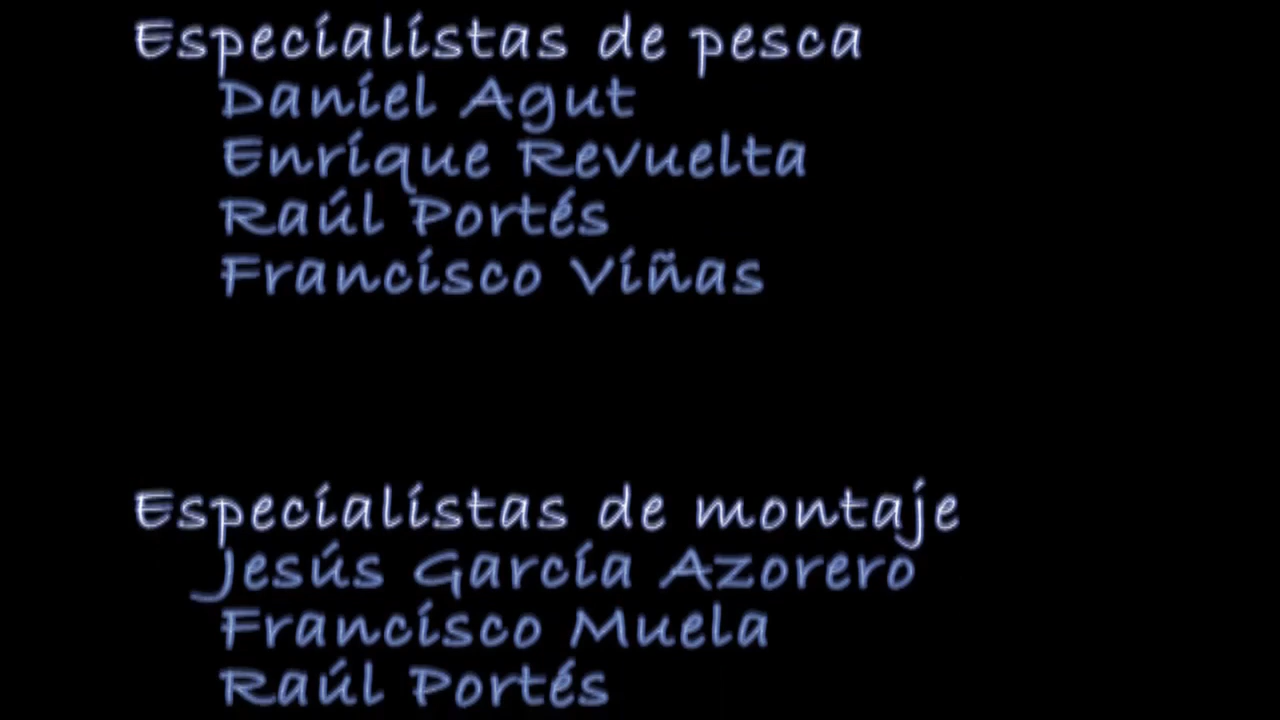 Especialistas de pesca
Daniel Agut
Enrique Revuelta
Raúl Portés
Francisco Viñas
Especialistas de montaje
Jesús García Azorero
Francisco Muela
Raúl Portés